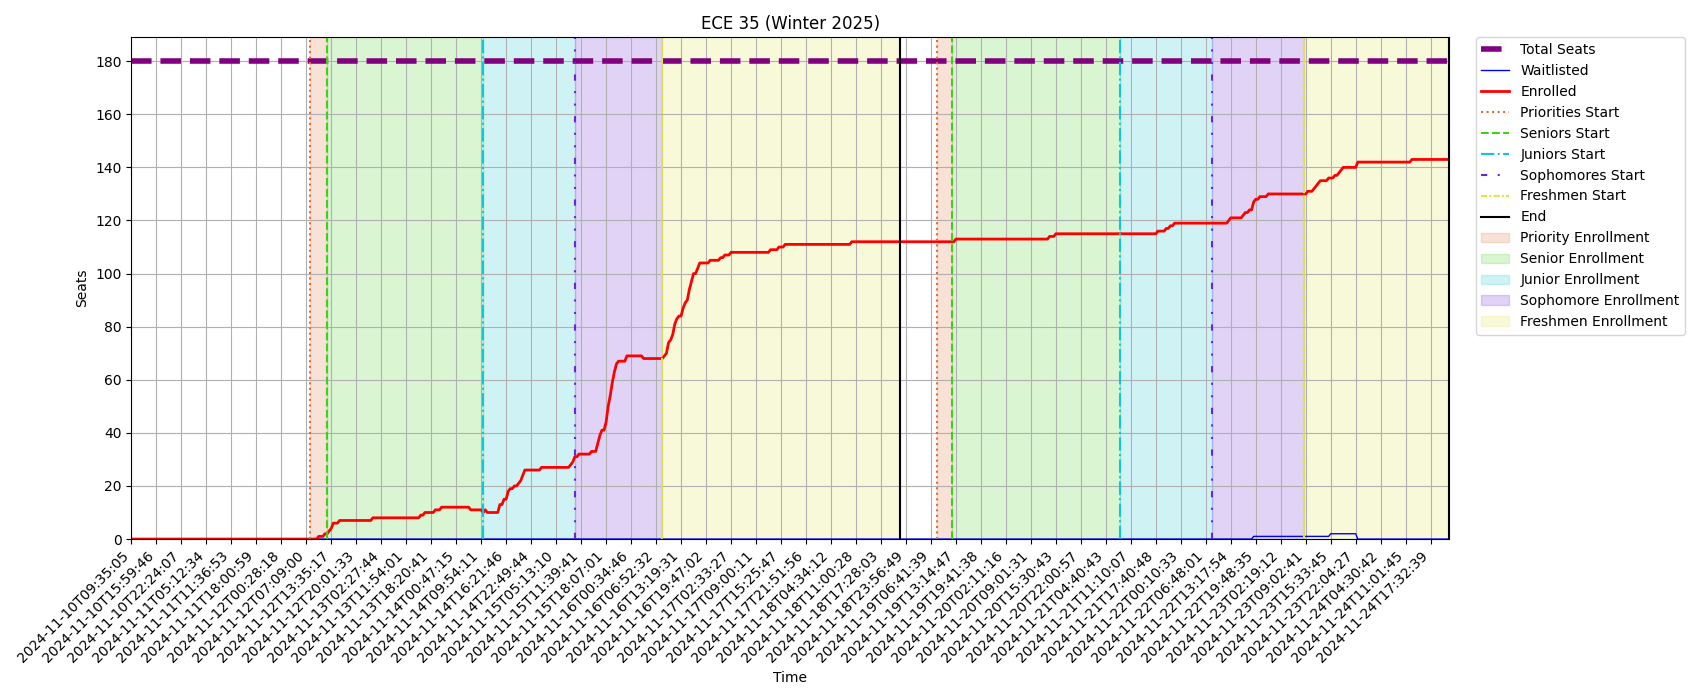 ECE 35 (Winter 2025)
Seats
180
160
140
120
100
80
60
40
20
0
2024-11-10T09:35:05
2024-11-10T15:59:46
2024-11-10T22:24:07
2024-11-11T05:12:34
2024-11-11T11:36:53
2024-11-11T18:00:59
2024-11-12T00:28:18
2024-11-12T07:09:00
2024-11-12T13:35:17
2024-11-12T20:01:33
2024-11-13T03:27:44
2024-11-13T11:54:01
2024-11-13T18:20:47
2024-11-14T00:47:15
2024-11-14T09:54:11
2024-11-14T16:21:46
2024-11-14T22:49:44
2024-11-15T05:13:10
2024-11-15T11:39:41
2024-11-15T18:07:01
2024-11-16T00:34:46
2024-11-16T06:52:32
2024-11-16T13:19:31
2024-11-16T19:47:02
2024-11-17T02:33:27
2024-11-17T09:00:11
2024-11-17T15:25:47
2024-11-17T21:51:56
2024-11-18T04:34:12
2024-11-18T11:00:28
2024-11-18T17:28:03
2024-11-18T23:56:49
2024-11-19T06:41:39
2024-11-19T13:14:47
2024-11-19T19:41:38
2024-11-20T02:11:16
2024-11-20T09:01:31
2024-11-20T15:30:43
2024-11-20T22:00:57
2024-11-21T04:40:43
2024-11-21T11:10:07
2024-11-21T17:40:48
2024-11-22T00:10:33
2024-11-22T06:48:01
2024-11-22T13:17:54
2024-11-22T19:48:35
2024-11-23T02:19:12
2024-11-23T09:02:41
2024-11-23T15:33:45
2024-11-23T22:04:27
2024-11-24T04:30:42
2024-11-24T11:01:45
2024-11-24T17:32:39
Time
Total Seats
Waitlisted
Enrolled
Priorities Start
Seniors Start
Juniors Start
Sophomores Start
Freshmen Start
End
Priority Enrollment
Senior Enrollment
Junior Enrollment
Sophomore Enrollment
Freshmen Enrollment